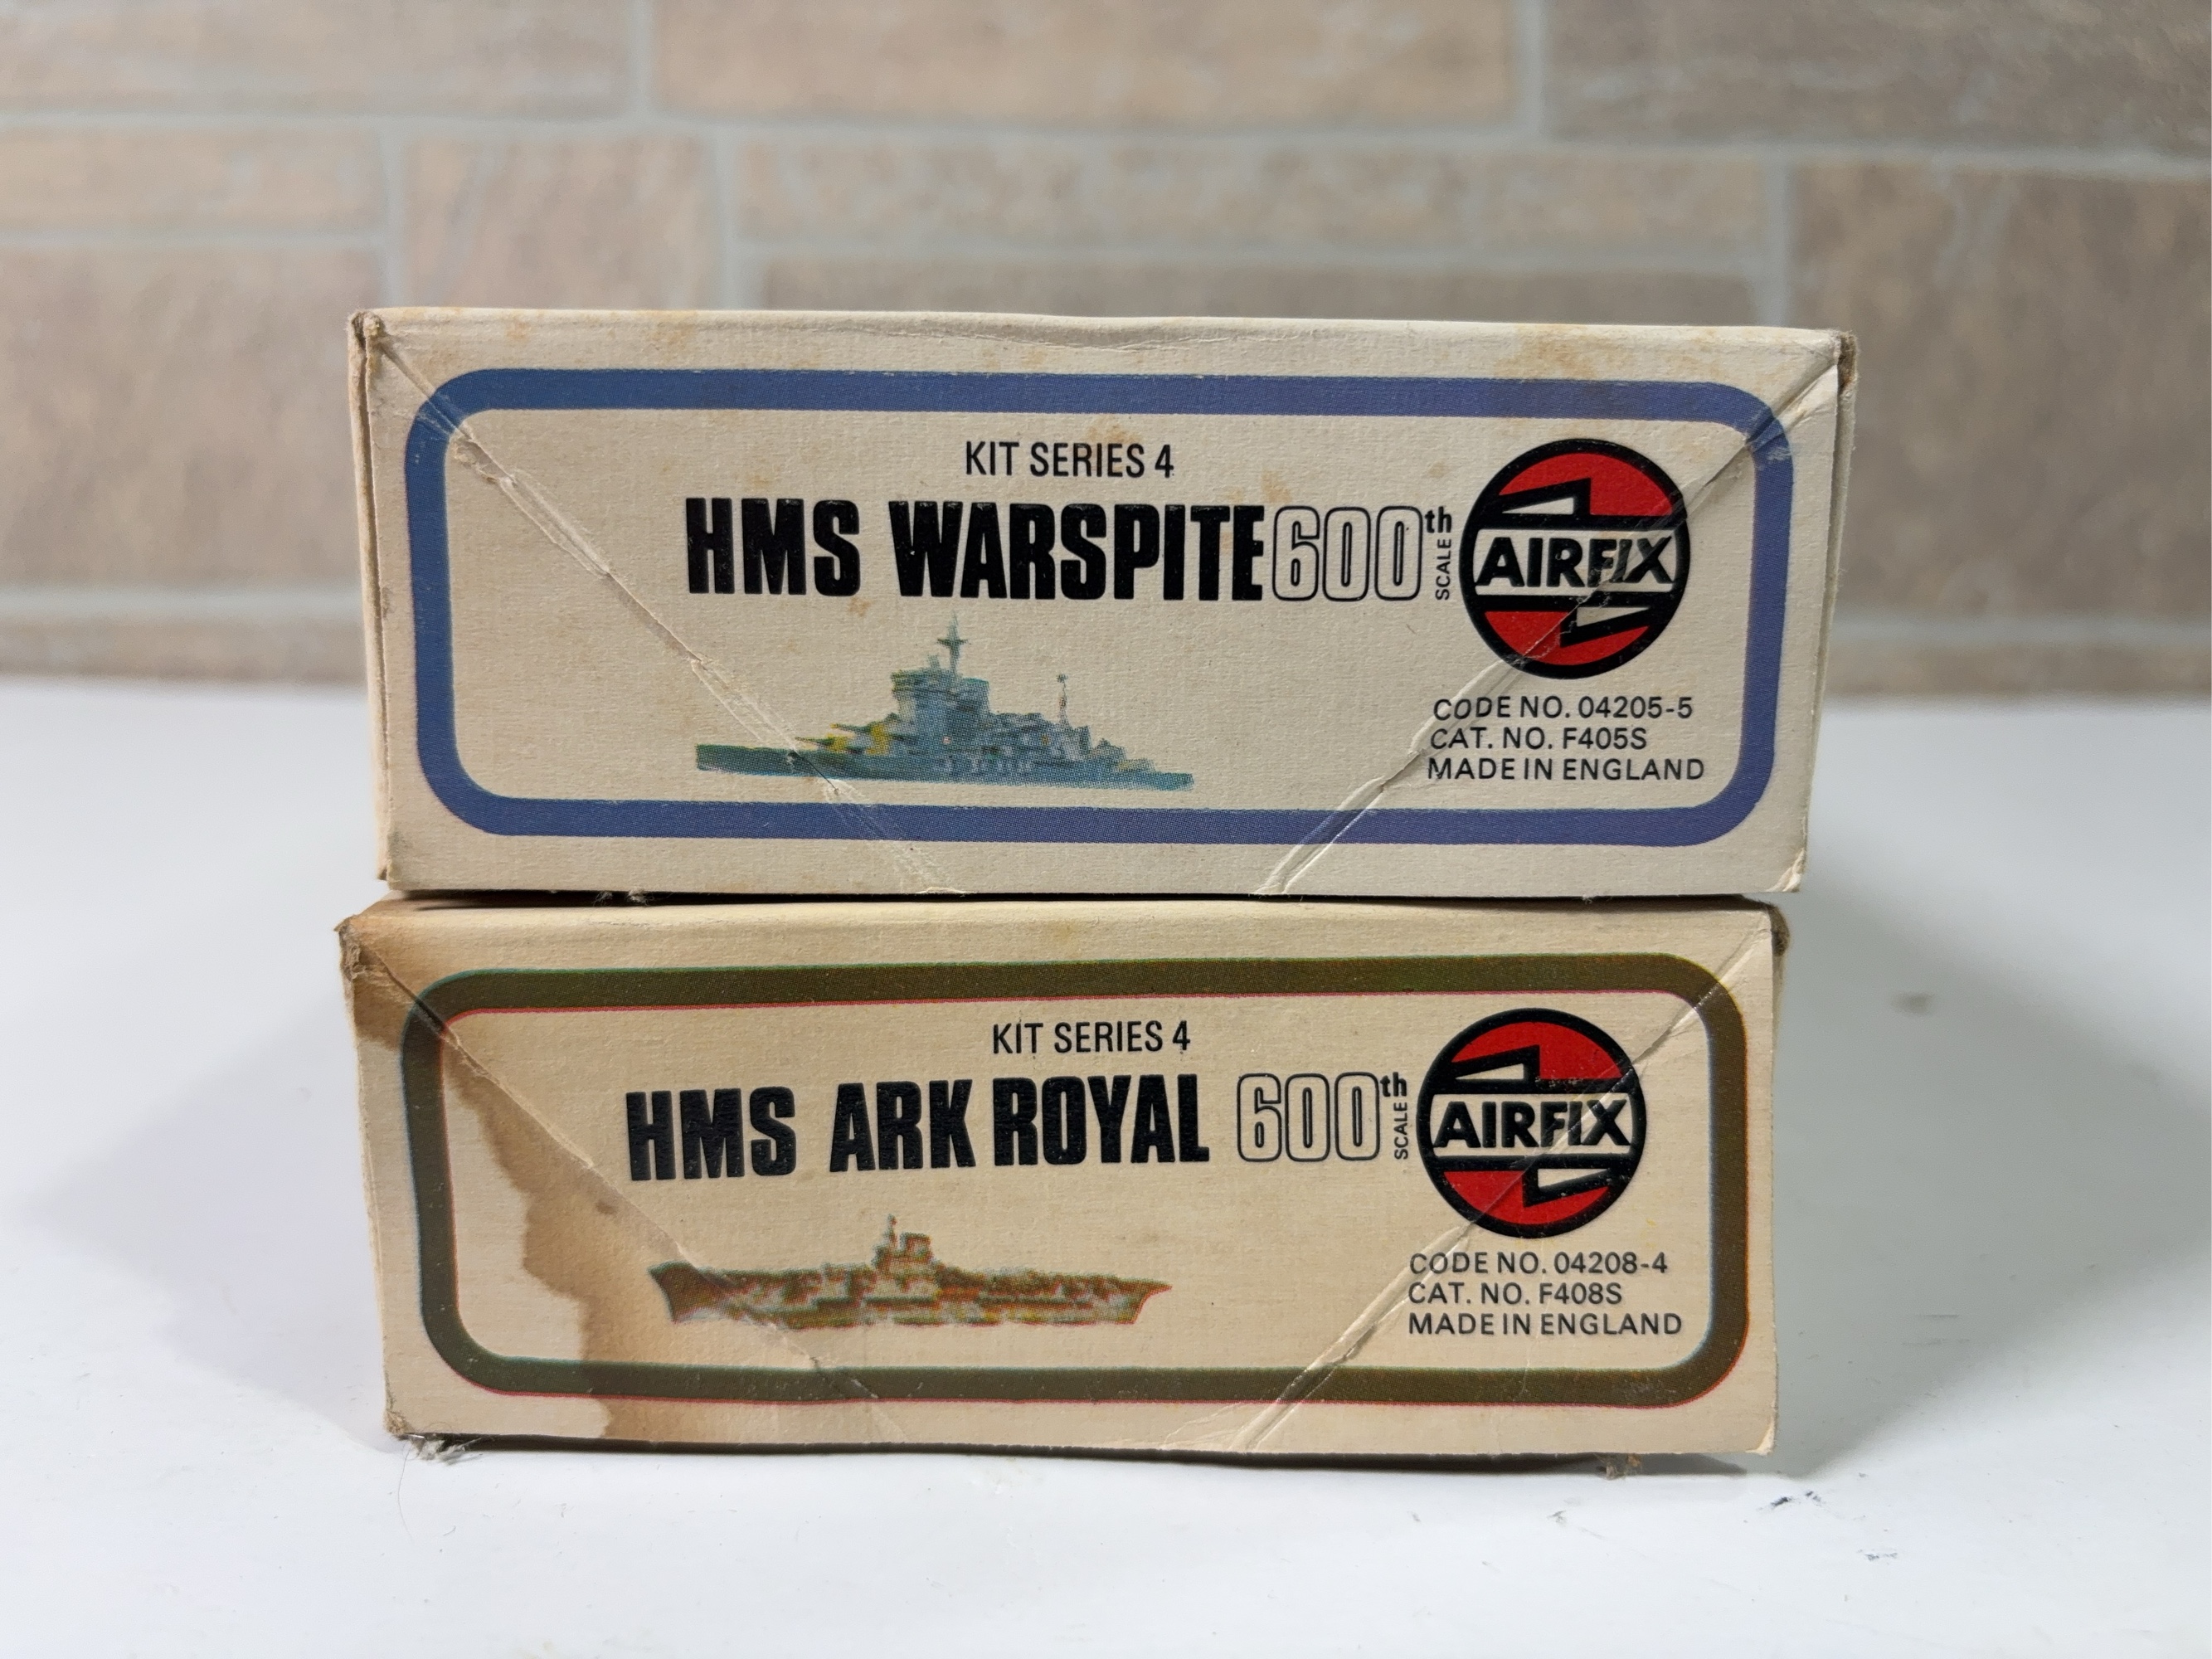 KIT SERIES 4
HMS WARSPITE 600th SCALE
AIRFIX
CODE NO. 04205-5
CAT. NO. F405S
MADE IN ENGLAND
KIT SERIES 4
HMS ARK ROYAL 600th SCALE
AIRFIX
CODE NO. 04208-4
CAT. NO. F408S
MADE IN ENGLAND